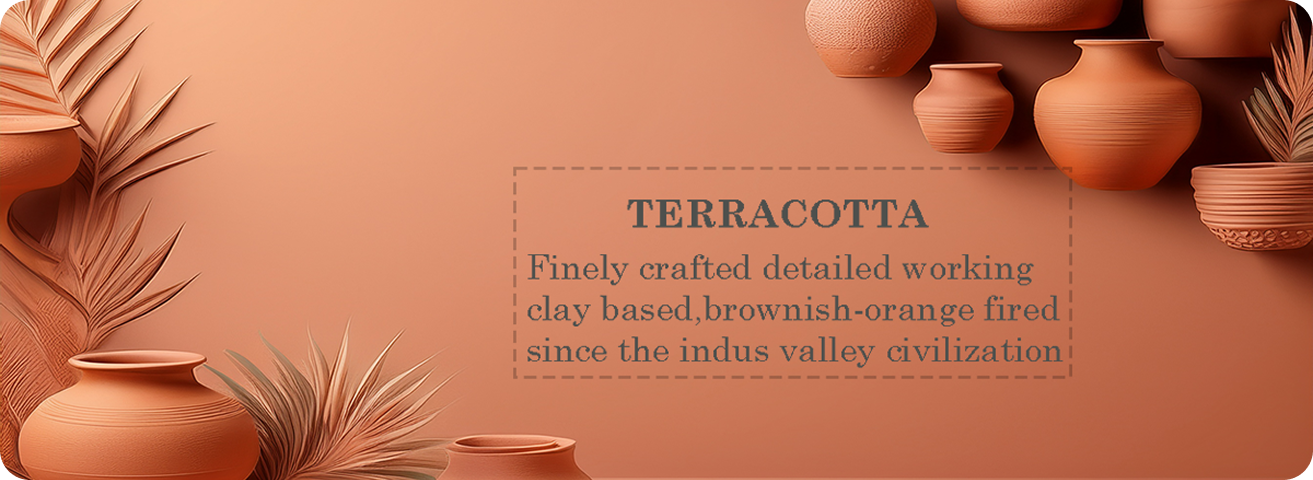 TERRACOTTA
Finely crafted detailed working
clay based,brownish-orange fired
since the indus valley civilization